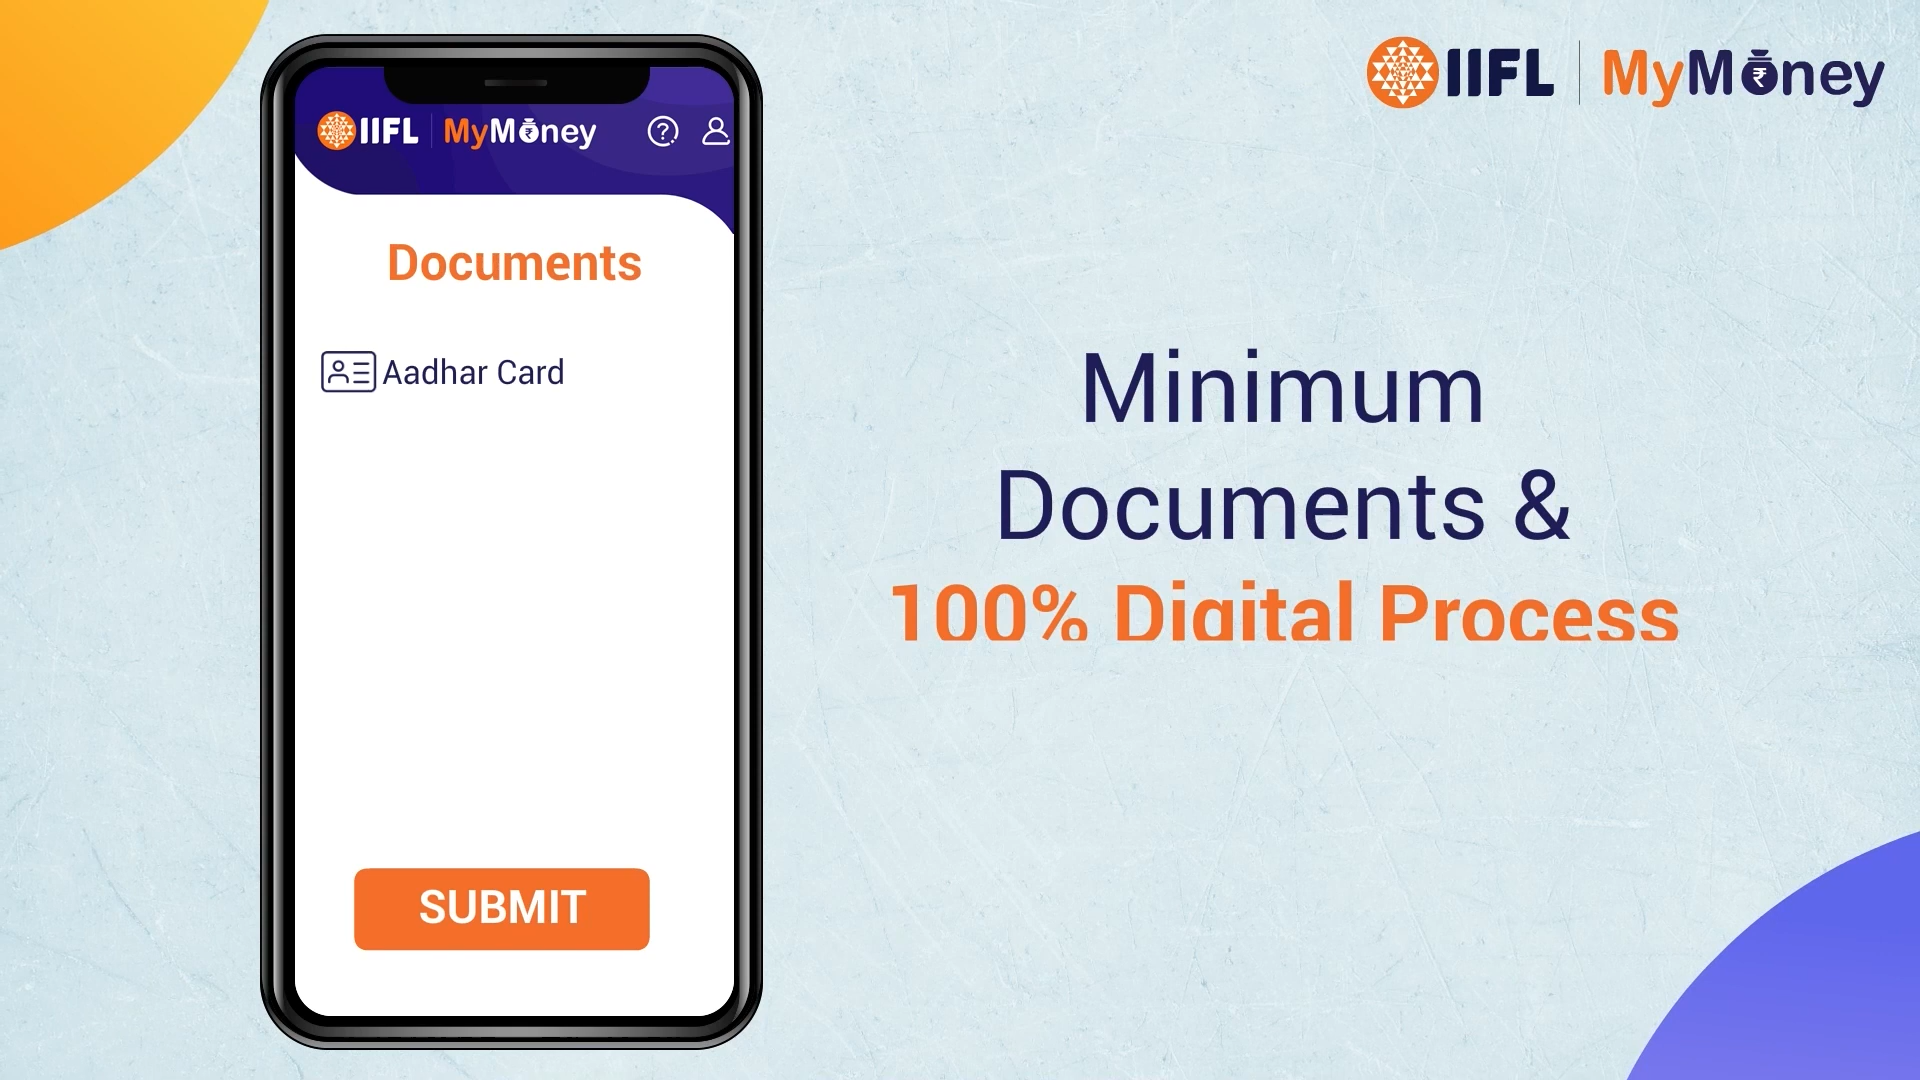 IIFL | MyMoney
IIFL | MyMoney
Documents
Aadhar Card
SUBMIT
Minimum
Documents &
100% Digital Process